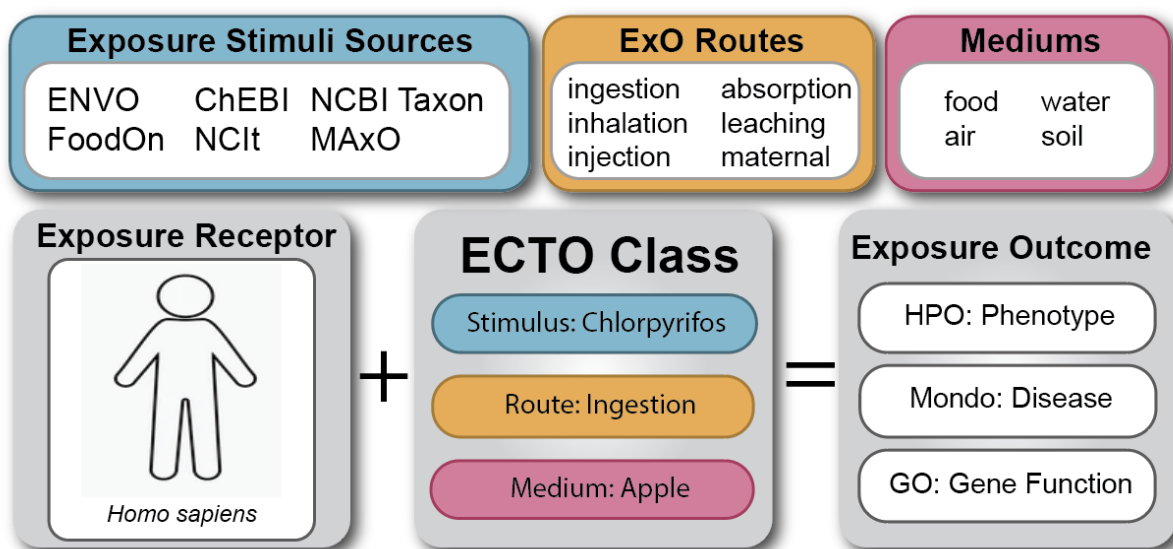 Exposure Stimuli Sources
ENVO ChEBI NCBI Taxon
FoodOn NCIt MAxO
ExO Routes
ingestion absorption
inhalation leaching
injection maternal
Mediums
food water
air soil
Exposure Receptor
Homo sapiens
+
ECTO Class
Stimulus: Chlorpyrifos
Route: Ingestion
Medium: Apple
=
Exposure Outcome
HPO: Phenotype
Mondo: Disease
GO: Gene Function